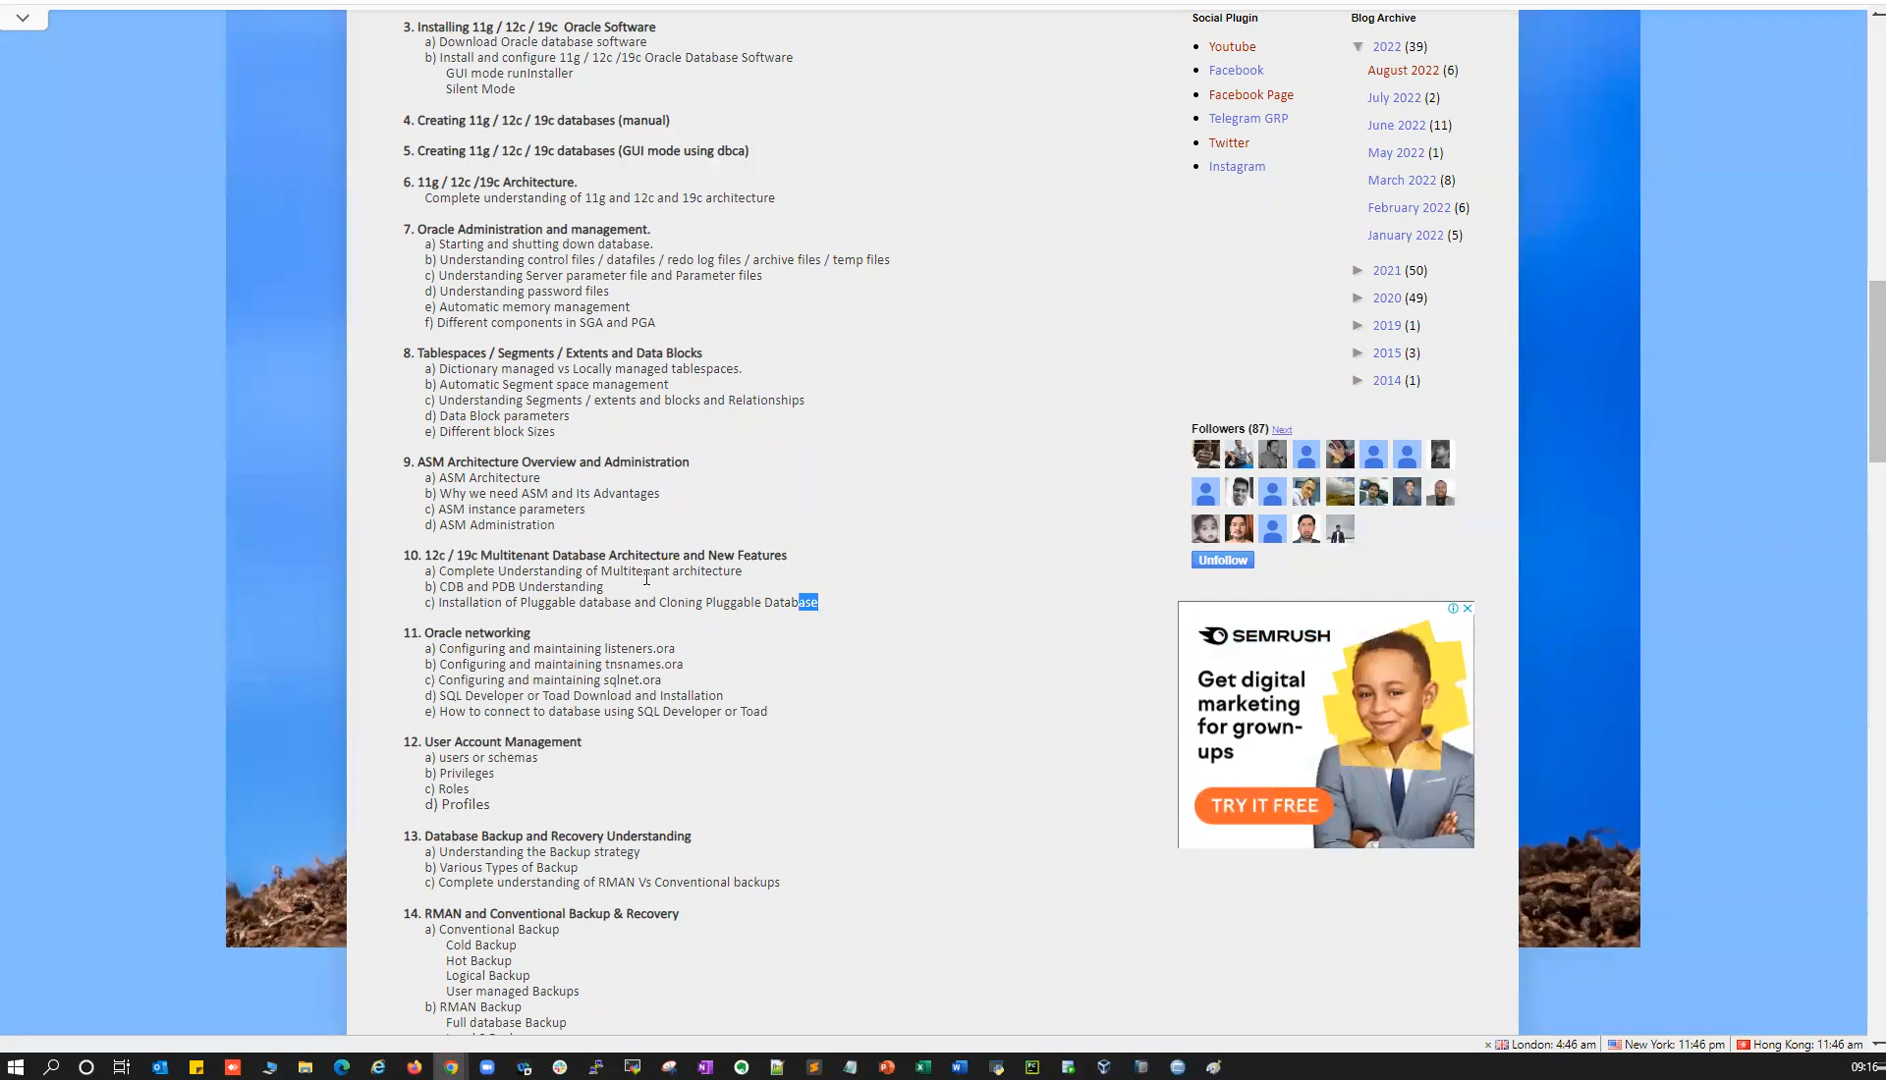 3. Installing 11g / 12c / 19c  Oracle Software
a) Download Oracle database software
b) Install and configure 11g / 12c /19c Oracle Database Software
GUI mode runInstaller
Silent Mode
4. Creating 11g / 12c / 19c databases (manual)
5. Creating 11g / 12c / 19c databases (GUI mode using dbca)
6. 11g / 12c /19c Architecture.
Complete understanding of 11g and 12c and 19c architecture
7. Oracle Administration and management.
a) Starting and shutting down database.
b) Understanding control files / datafiles / redo log files / archive files / temp files
c) Understanding Server parameter file and Parameter files
d) Understanding password files
e) Automatic memory management
f) Different components in SGA and PGA
8. Tablespaces / Segments / Extents and Data Blocks
a) Dictionary managed vs Locally managed tablespaces.
b) Automatic Segment space management
c) Understanding Segments / extents and blocks and Relationships
d) Data Block parameters
e) Different block Sizes
9. ASM Architecture Overview and Administration
a) ASM Architecture
b) Why we need ASM and Its Advantages
c) ASM instance parameters
d) ASM Administration
10. 12c / 19c Multitenant Database Architecture and New Features
a) Complete Understanding of Multitenant architecture
b) CDB and PDB Understanding
c) Installation of Pluggable database and Cloning Pluggable Database
11. Oracle networking
a) Configuring and maintaining listeners.ora
b) Configuring and maintaining tnsnames.ora
c) Configuring and maintaining sqlnet.ora
d) SQL Developer or Toad Download and Installation
e) How to connect to database using SQL Developer or Toad
12. User Account Management
a) users or schemas
b) Privileges
c) Roles
d) Profiles
13. Database Backup and Recovery Understanding
a) Understanding the Backup strategy
b) Various Types of Backup
c) Complete understanding of RMAN Vs Conventional backups
14. RMAN and Conventional Backup & Recovery
a) Conventional Backup
Cold Backup
Hot Backup
Logical Backup
User managed Backups
b) RMAN Backup
Full database Backup
Social Plugin
Youtube
Facebook
Facebook Page
Telegram GRP
Twitter
Instagram
Blog Archive
2022 (39)
August 2022 (6)
July 2022 (2)
June 2022 (11)
May 2022 (1)
March 2022 (8)
February 2022 (6)
January 2022 (5)
2021 (50)
2020 (49)
2019 (1)
2015 (3)
2014 (1)
Followers (87) Next
Unfollow
SEMRUSH
Get digital
marketing
for grown-
ups
TRY IT FREE
London: 4:46 am
New York: 11:46 pm
Hong Kong: 11:46 am
09:16